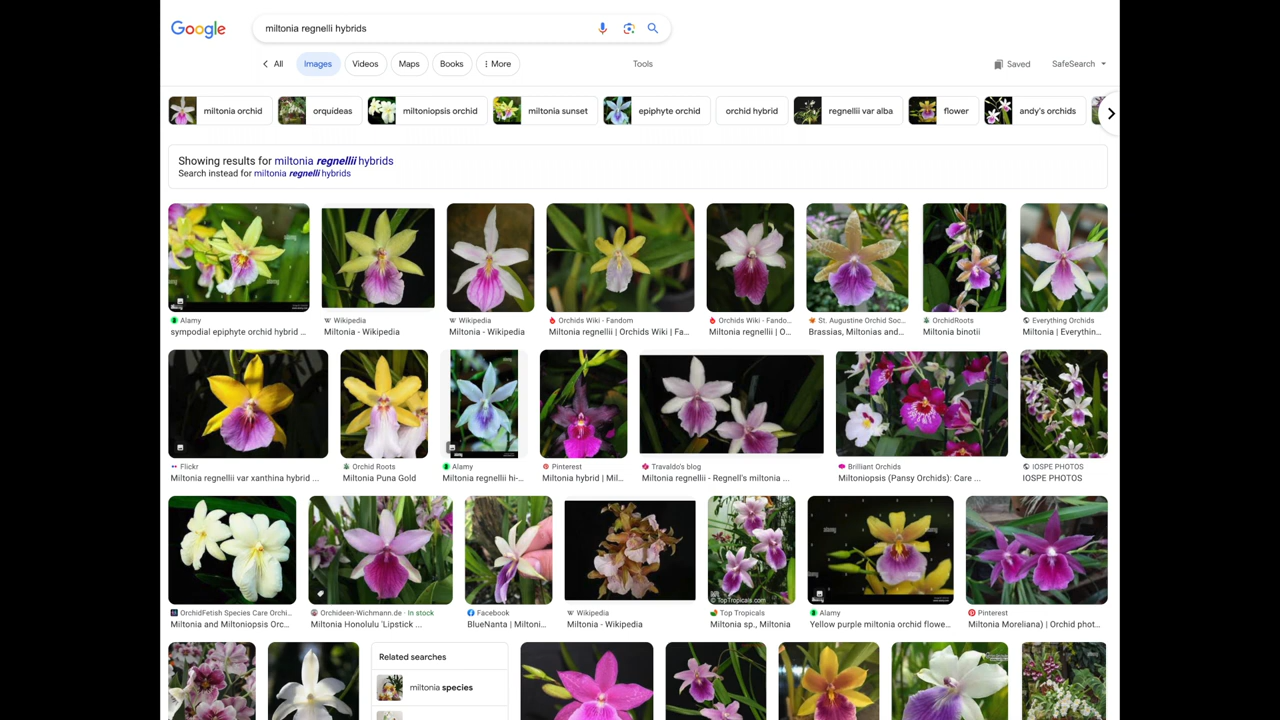 Google
miltonia regnelli hybrids
All
Images
Videos
Maps
Books
More
Tools
Saved
SafeSearch
miltonia orchid
orquídeas
miltoniopsis orchid
miltonia sunset
epiphyte orchid
orchid hybrid
regnellii var alba
flower
andy's orchids
Showing results for miltonia regnellii hybrids
Search instead for miltonia regnelli hybrids
Alamy
sympodial epiphyte orchid hybrid ...
Wikipedia
Miltonia - Wikipedia
Wikipedia
Miltonia - Wikipedia
Orchids Wiki - Fandom
Miltonia regnellii | Orchids Wiki | Fa...
Orchids Wiki - Fando...
Miltonia regnellii | O...
St. Augustine Orchid Soc...
Brassias, Miltonias and...
OrchidRoots
Miltonia binotii
Everything Orchids
Miltonia | Everythin...
Flickr
Miltonia regnellii var xanthina hybrid ...
Orchid Roots
Miltonia Puna Gold
Alamy
Miltonia regnellii hi-...
Pinterest
Miltonia hybrid | Mil...
Travaldo's blog
Miltonia regnellii - Regnell's miltonia ...
Brilliant Orchids
Miltoniopsis (Pansy Orchids): Care ...
IOSPE PHOTOS
IOSPE PHOTOS
© TopTropicals.com
OrchidFetish Species Care Orchi...
Miltonia and Miltoniopsis Orc...
Orchideen-Wichmann.de · In stock
Miltonia Honolulu 'Lipstick ...
Facebook
BlueNanta | Miltoni...
Wikipedia
Miltonia - Wikipedia
Top Tropicals
Miltonia sp., Miltonia
Alamy
Yellow purple miltonia orchid flowe...
Pinterest
Miltonia Moreliana) | Orchid phot...
Related searches
miltonia species